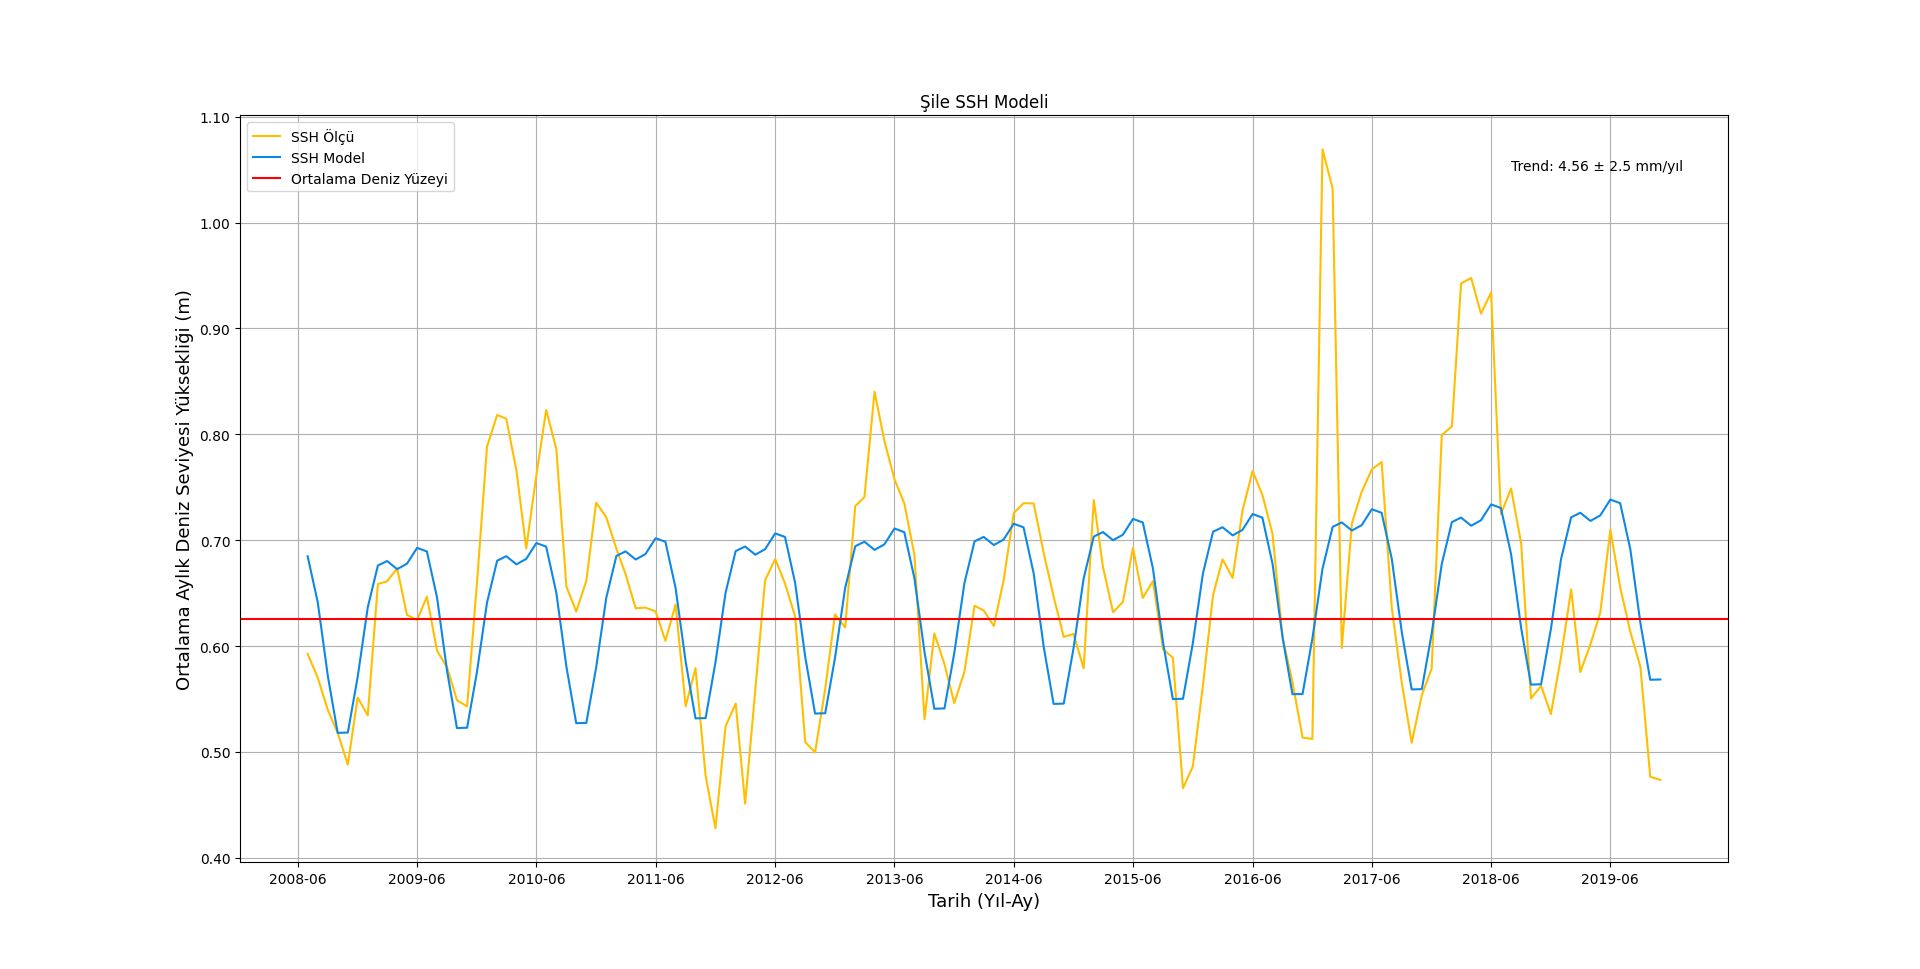 Şile SSH Modeli
SSH Ölçü
SSH Model
Ortalama Deniz Yüzeyi
Trend: 4.56 ± 2.5 mm/yıl
Ortalama Aylık Deniz Seviyesi Yüksekliği (m)
1.10
1.00
0.90
0.80
0.70
0.60
0.50
0.40
2008-06 2009-06 2010-06 2011-06 2012-06 2013-06 2014-06 2015-06 2016-06 2017-06 2018-06 2019-06
Tarih (Yıl-Ay)